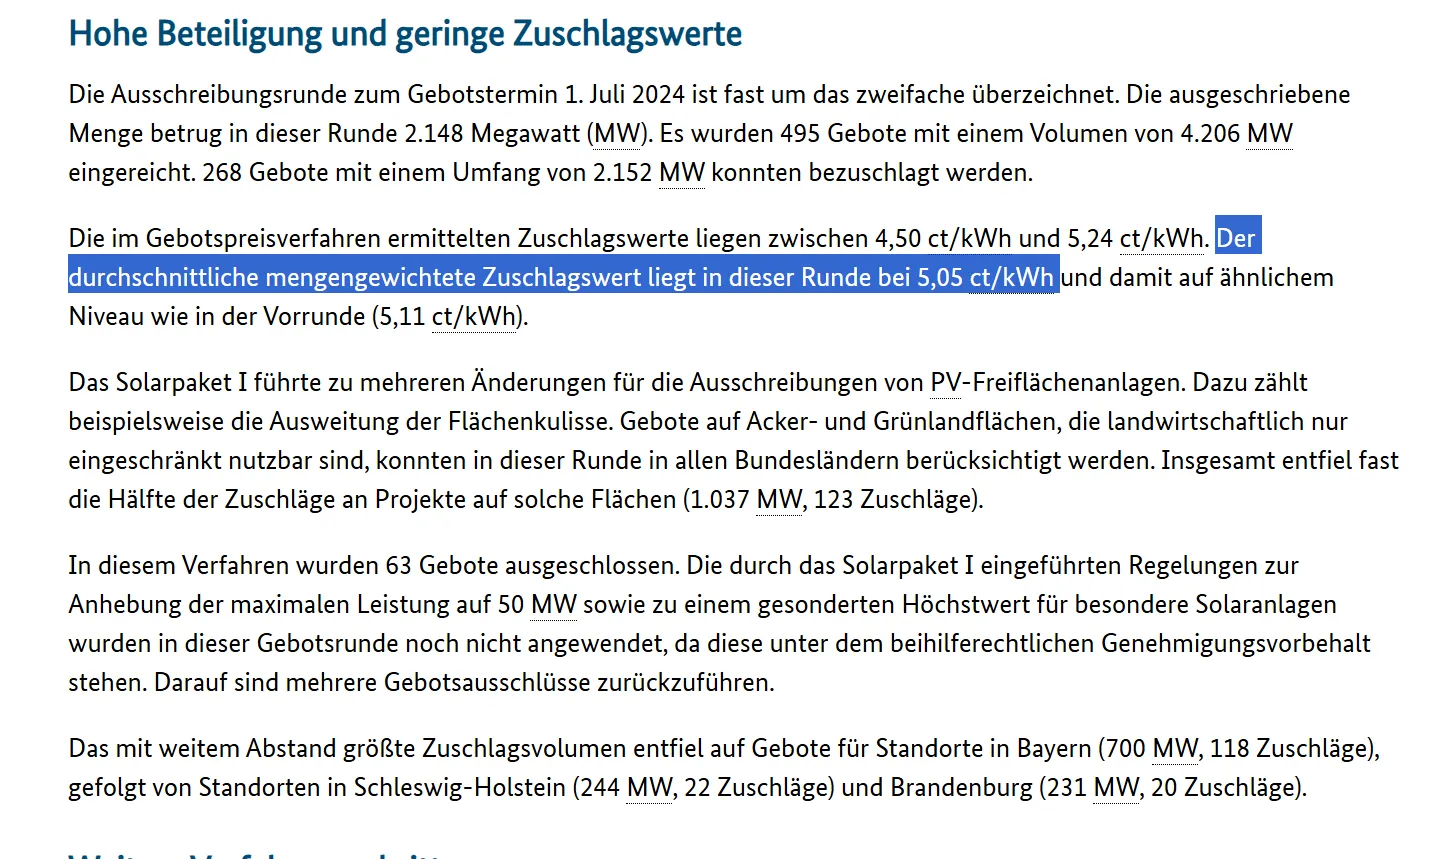 Hohe Beteiligung und geringe Zuschlagswerte
Die Ausschreibungsrunde zum Gebotstermin 1. Juli 2024 ist fast um das zweifache überzeichnet. Die ausgeschriebene
Menge betrug in dieser Runde 2.148 Megawatt (MW). Es wurden 495 Gebote mit einem Volumen von 4.206 MW
eingereicht. 268 Gebote mit einem Umfang von 2.152 MW konnten bezuschlagt werden.
Die im Gebotspreisverfahren ermittelten Zuschlagswerte liegen zwischen 4,50 ct/kWh und 5,24 ct/kWh. Der
durchschnittliche mengengewichtete Zuschlagswert liegt in dieser Runde bei 5,05 ct/kWh und damit auf ähnlichem
Niveau wie in der Vorrunde (5,11 ct/kWh).
Das Solarpaket I führte zu mehreren Änderungen für die Ausschreibungen von PV-Freiflächenanlagen. Dazu zählt
beispielsweise die Ausweitung der Flächenkulisse. Gebote auf Acker- und Grünlandflächen, die landwirtschaftlich nur
eingeschränkt nutzbar sind, konnten in dieser Runde in allen Bundesländern berücksichtigt werden. Insgesamt entfiel fast
die Hälfte der Zuschläge an Projekte auf solche Flächen (1.037 MW, 123 Zuschläge).
In diesem Verfahren wurden 63 Gebote ausgeschlossen. Die durch das Solarpaket I eingeführten Regelungen zur
Anhebung der maximalen Leistung auf 50 MW sowie zu einem gesonderten Höchstwert für besondere Solaranlagen
wurden in dieser Gebotsrunde noch nicht angewendet, da diese unter dem beihilferechtlichen Genehmigungsvorbehalt
stehen. Darauf sind mehrere Gebotsausschlüsse zurückzuführen.
Das mit weitem Abstand größte Zuschlagsvolumen entfiel auf Gebote für Standorte in Bayern (700 MW, 118 Zuschläge),
gefolgt von Standorten in Schleswig-Holstein (244 MW, 22 Zuschläge) und Brandenburg (231 MW, 20 Zuschläge).